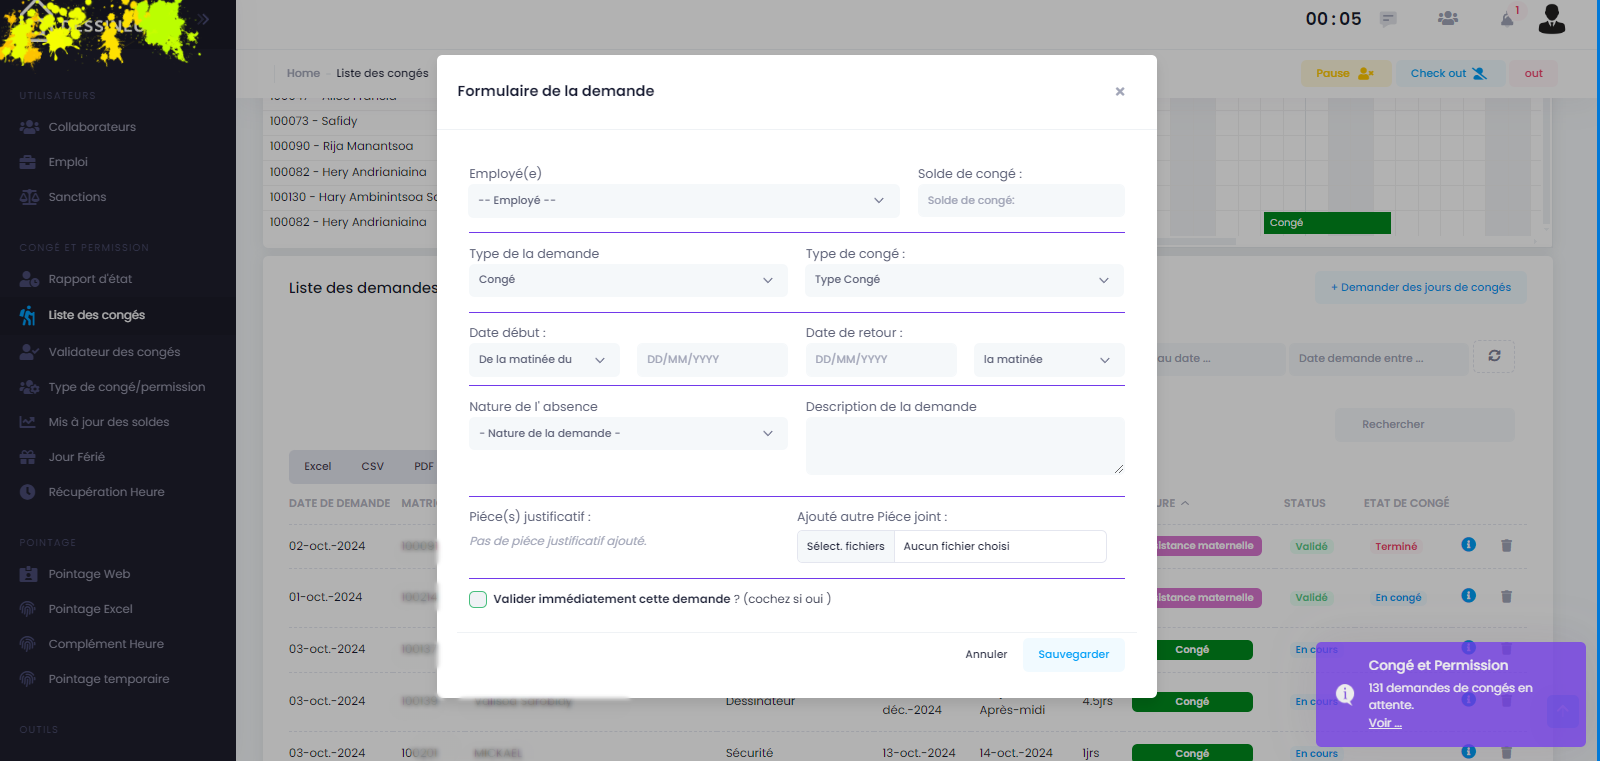 00:05
1
Home - Liste des congés
Pause
Check out
out
UTILISATEURS
Collaborateurs
Emploi
Sanctions
CONGÉ ET PERMISSION
Rapport d'état
Liste des congés
Validateur des congés
Type de congé/permission
Mis à jour des soldes
Jour Férié
Récupération Heure
POINTAGE
Pointage Web
Pointage Excel
Complément Heure
Pointage temporaire
OUTILS
100073 - Safidy
100090 - Rija Manantsoa
100082 - Hery Andrianiaina
100130 - Hary Ambinintsoa
100082 - Hery Andrianiaina
Congé
Liste des demandes
+ Demander des jours de congés
au date ...
Date demande entre ...
Rechercher
Excel CSV PDF
DATE DE DEMANDE
STATUS
ETAT DE CONGÉ
02-oct.-2024
maternelle
Validé
Terminé
01-oct.-2024
maternelle
Validé
En congé
03-oct.-2024
Congé
En cours
03-oct.-2024
Dessinateur
déc.-2024
Après-midi
4.5jrs
Congé
En cours
03-oct.-2024
Sécurité
13-oct.-2024
14-oct.-2024
1jrs
Congé
En cours
Formulaire de la demande
×
Employé(e)
-- Employé --
Solde de congé :
Solde de congé:
Type de la demande
Congé
Type de congé :
Type Congé
Date début :
De la matinée du
DD/MM/YYYY
Date de retour :
DD/MM/YYYY
la matinée
Nature de l' absence
- Nature de la demande -
Description de la demande
Piéce(s) justificatif :
Pas de piéce justificatif ajouté.
Ajouté autre Piéce joint :
Sélect. fichiers
Aucun fichier choisi
Valider immédiatement cette demande ? (cochez si oui )
Annuler
Sauvegarder
Congé et Permission
131 demandes de congés en
attente.
Voir ...